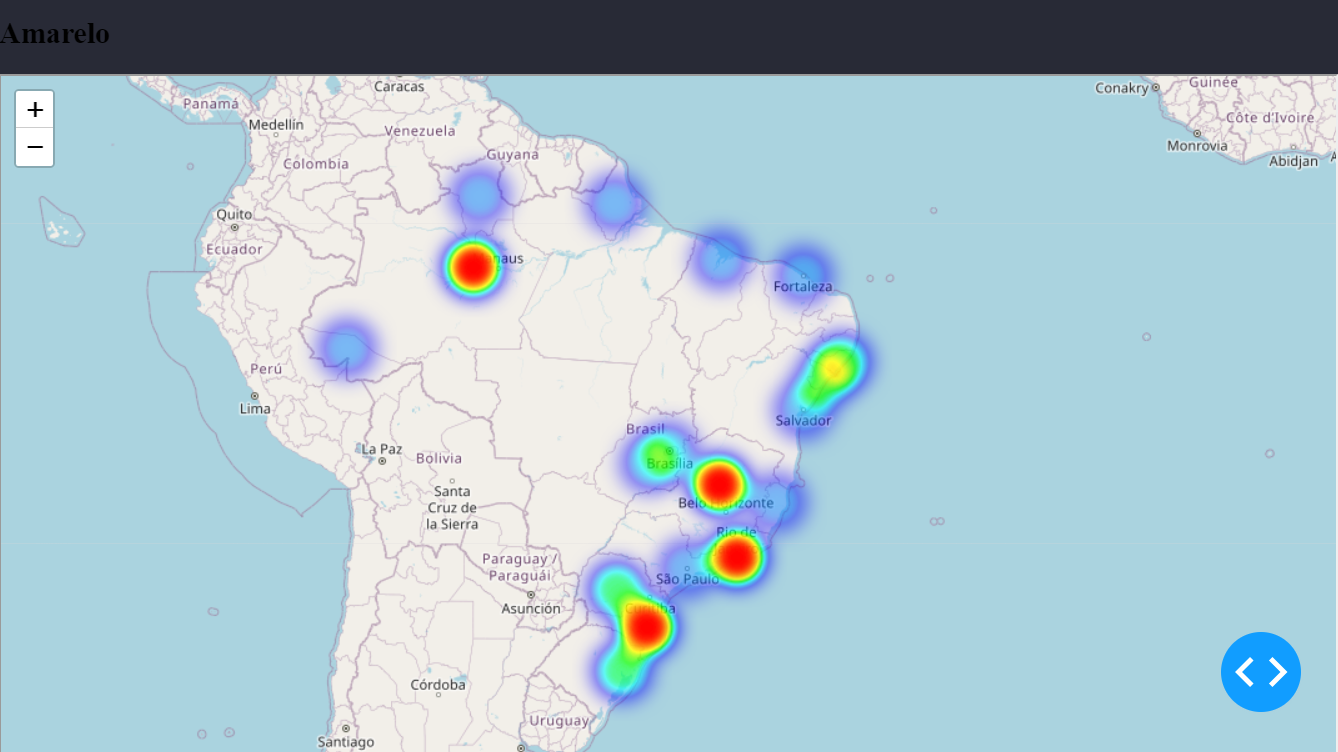 Amarelo
+
−
Caracas
Panamá
Medellín
Venezuela
Guyana
Colombia
Quito
Ecuador
Conakry
Guinée
Côte d'Ivoire
Monrovia
Abidjan
Fortaleza
Perú
Lima
La Paz
Bolivia
Santa
Cruz de
la Sierra
Brasil
Brasília
Salvador
Belo Horizonte
Rio de
São Paulo
Paraguay /
Paraguái
Asunción
Córdoba
Uruguay
Santiago